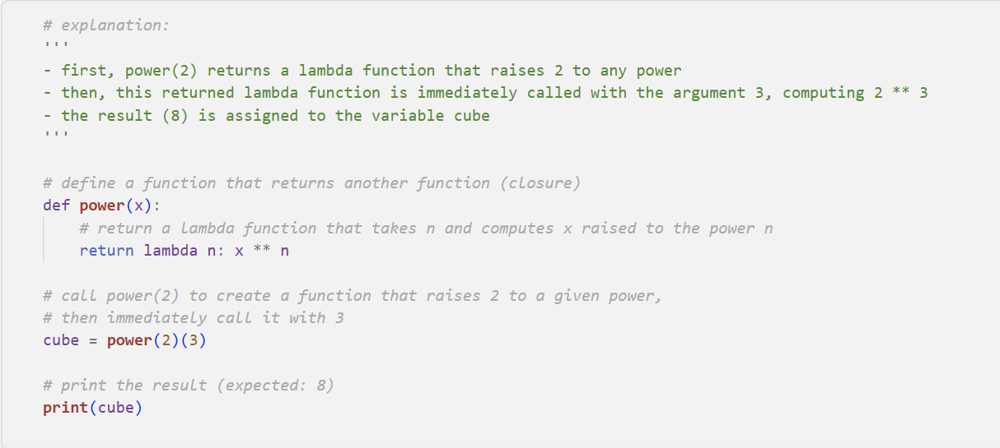 # explanation:
'''
- first, power(2) returns a lambda function that raises 2 to any power
- then, this returned lambda function is immediately called with the argument 3, computing 2 ** 3
- the result (8) is assigned to the variable cube
'''
# define a function that returns another function (closure)
def power(x):
    # return a lambda function that takes n and computes x raised to the power n
    return lambda n: x ** n
# call power(2) to create a function that raises 2 to a given power,
# then immediately call it with 3
cube = power(2)(3)
# print the result (expected: 8)
print(cube)